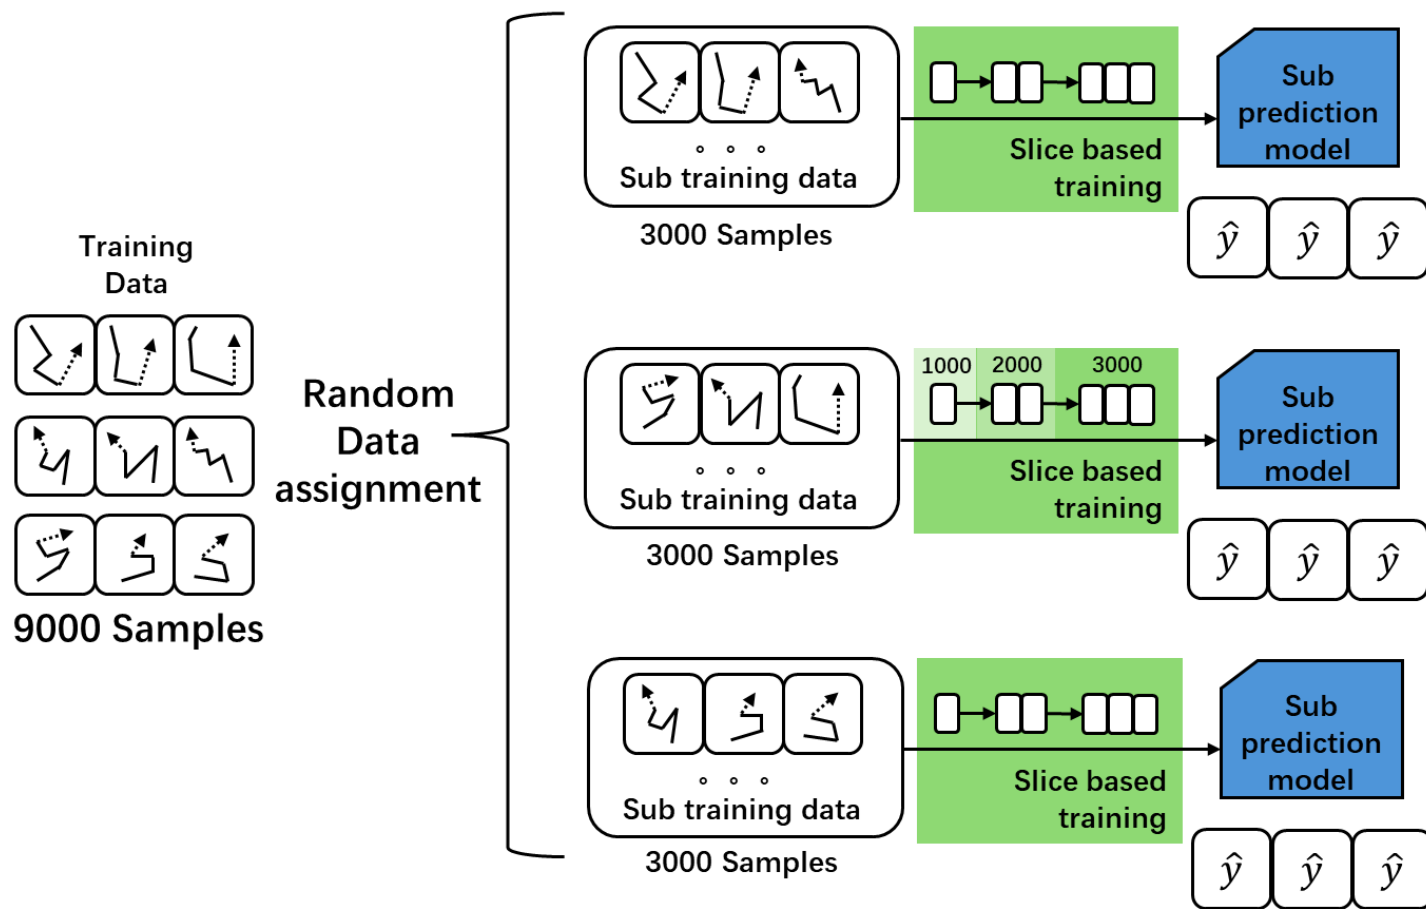 Training
Data
9000 Samples
Random
Data
assignment
Sub training data
3000 Samples
Slice based
training
Sub
prediction
model
ŷ ŷ ŷ
Sub training data
3000 Samples
1000 2000 3000
Slice based
training
Sub
prediction
model
ŷ ŷ ŷ
Sub training data
3000 Samples
Slice based
training
Sub
prediction
model
ŷ ŷ ŷ